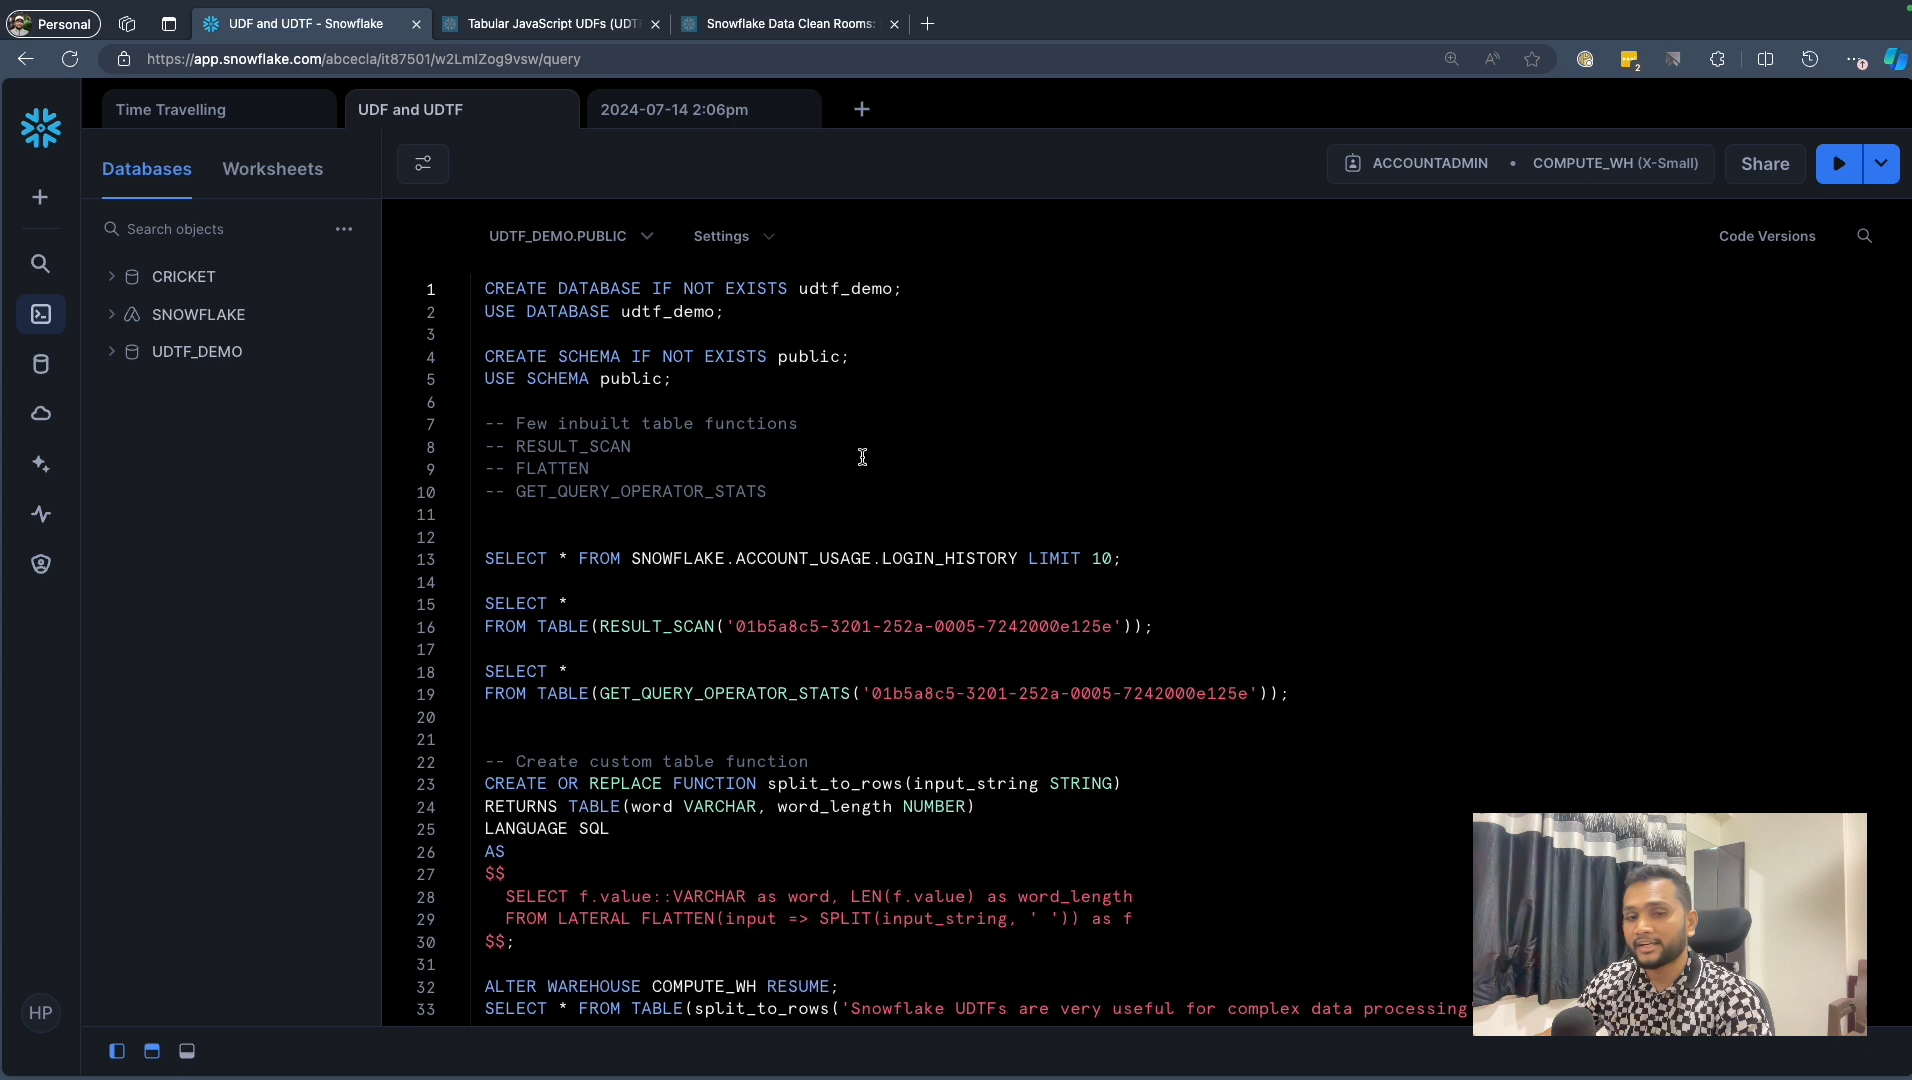 Personal
UDF and UDTF - Snowflake
Tabular JavaScript UDFs (UDT
Snowflake Data Clean Rooms:
https://app.snowflake.com/abcecla/it87501/w2LmlZog9vsw/query
2
Time Travelling
UDF and UDTF
2024-07-14 2:06pm
Databases
Worksheets
ACCOUNTADMIN • COMPUTE_WH (X-Small)
Share
Search objects
UDTF_DEMO.PUBLIC
Settings
Code Versions
CRICKET
SNOWFLAKE
UDTF_DEMO
1 CREATE DATABASE IF NOT EXISTS udtf_demo;
2 USE DATABASE udtf_demo;
3
4 CREATE SCHEMA IF NOT EXISTS public;
5 USE SCHEMA public;
6
7 -- Few inbuilt table functions
8 -- RESULT_SCAN
9 -- FLATTEN
10 -- GET_QUERY_OPERATOR_STATS
11
12
13 SELECT * FROM SNOWFLAKE.ACCOUNT_USAGE.LOGIN_HISTORY LIMIT 10;
14
15 SELECT *
16 FROM TABLE(RESULT_SCAN('01b5a8c5-3201-252a-0005-7242000e125e'));
17
18 SELECT *
19 FROM TABLE(GET_QUERY_OPERATOR_STATS('01b5a8c5-3201-252a-0005-7242000e125e'));
20
21
22 -- Create custom table function
23 CREATE OR REPLACE FUNCTION split_to_rows(input_string STRING)
24 RETURNS TABLE(word VARCHAR, word_length NUMBER)
25 LANGUAGE SQL
26 AS
27 $$
28 SELECT f.value::VARCHAR as word, LEN(f.value) as word_length
29 FROM LATERAL FLATTEN(input => SPLIT(input_string, ' ')) as f
30 $$;
31
32 ALTER WAREHOUSE COMPUTE_WH RESUME;
33 SELECT * FROM TABLE(split_to_rows('Snowflake UDTFs are very useful for complex data processing
HP